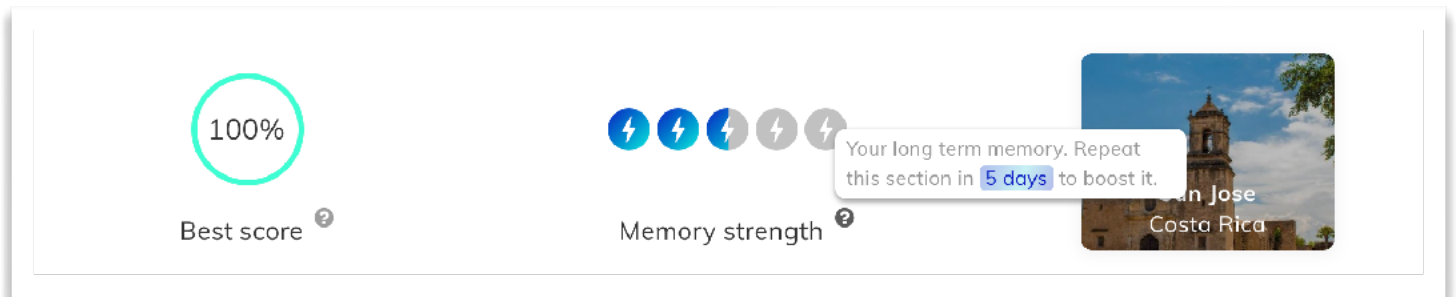 100%
Best score ?
Memory strength ?
Your long term memory. Repeat
this section in 5 days to boost it.
Jose
Costa Rica